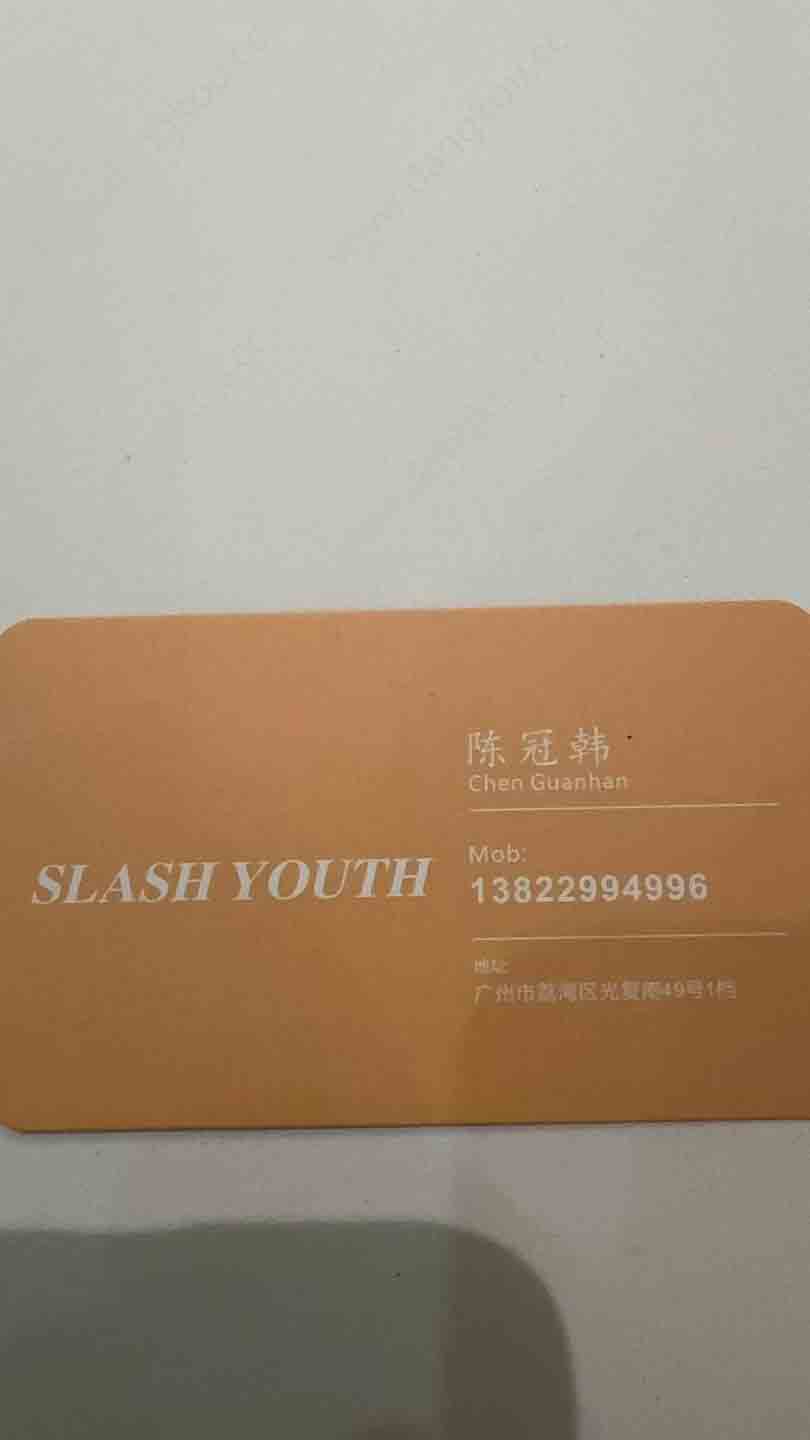 SLASH YOUTH
陈冠韩
Chen Guanhan
Mob:
13822994996
地址:
广州市荔湾区光复南49号1档